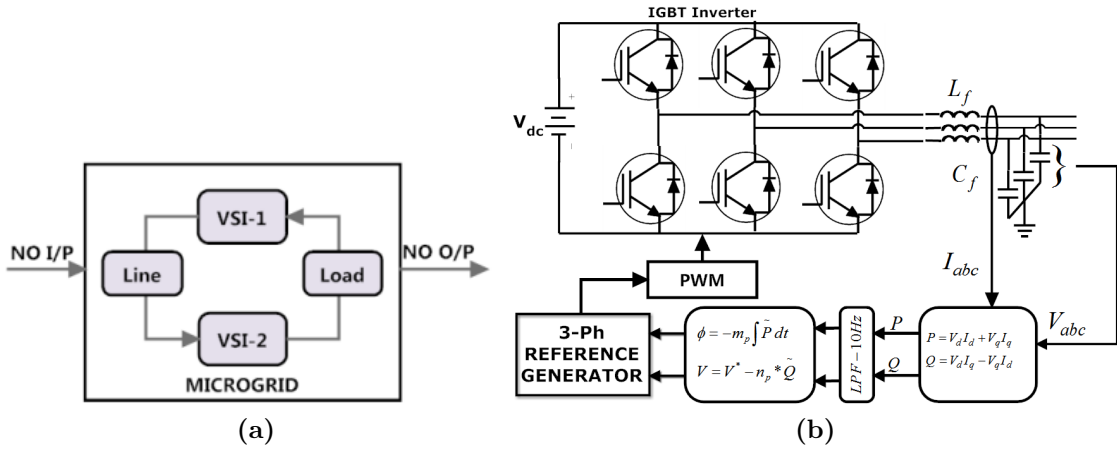 NO I/P
VSI-1
Line
Load
VSI-2
MICROGRID
NO O/P
(a)
IGBT Inverter
V_dc
+
-
L_f
C_f
}
I_abc
V_abc
PWM
3-Ph
REFERENCE
GENERATOR
ϕ = -m_p ∫ P̃ dt
V = V^* - n_p * Q̃
LPF-10Hz
P
Q
P = V_d I_d + V_q I_q
Q = V_d I_q - V_q I_d
(b)